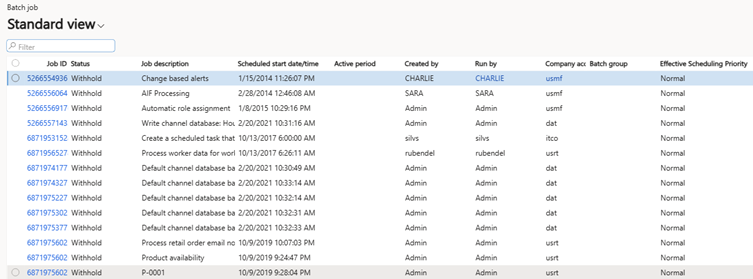 Batch job
Standard view
Filter
Job ID Status Job description Scheduled start date/time Active period Created by Run by Company acc Batch group Effective Scheduling Priority
5266554936 Withhold Change based alerts 1/15/2014 11:26:07 PM CHARLIE CHARLIE usmf Normal
5266556064 Withhold AIF Processing 2/28/2014 12:46:08 AM SARA SARA usmf Normal
5266556917 Withhold Automatic role assignment 1/8/2015 10:29:16 PM Admin Admin usmf Normal
5266557143 Withhold Write channel database: Hou 2/20/2021 10:31:16 AM Admin Admin dat Normal
6871953152 Withhold Create a scheduled task that 10/13/2017 6:00:00 AM silvs silvs itco Normal
6871956527 Withhold Process worker data for worl 10/13/2017 6:26:11 AM rubendel rubendel usrt Normal
6871974177 Withhold Default channel database ba 2/20/2021 10:30:49 AM Admin Admin dat Normal
6871974327 Withhold Default channel database ba 2/20/2021 10:33:14 AM Admin Admin dat Normal
6871975227 Withhold Default channel database ba 2/20/2021 10:32:14 AM Admin Admin dat Normal
6871975302 Withhold Default channel database ba 2/20/2021 10:32:31 AM Admin Admin dat Normal
6871975377 Withhold Default channel database ba 2/20/2021 10:32:33 AM Admin Admin dat Normal
6871975602 Withhold Process retail order email no 10/9/2019 10:07:03 PM Admin Admin usrt Normal
6871975602 Withhold Product availability 10/9/2019 9:24:47 PM Admin Admin usrt Normal
6871975602 Withhold P-0001 10/9/2019 9:28:04 PM Admin Admin usrt Normal